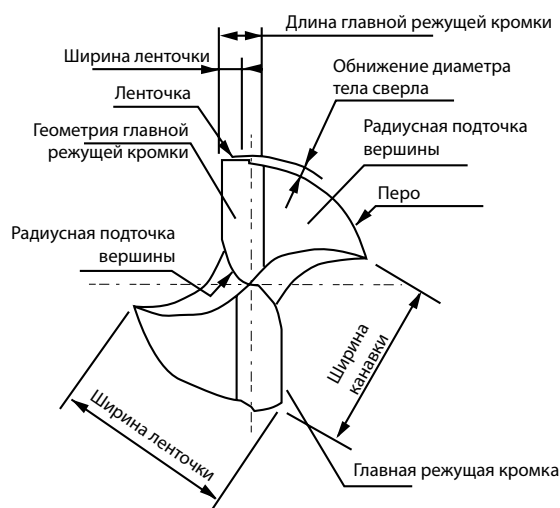 Длина главной режущей кромки
Ширина ленточки
Обнижение диаметра
тела сверла
Ленточка
Геометрия главной
режущей кромки
Радиусная подточка
вершины
Перо
Радиусная подточка
вершины
Ширина
канавки
Ширина ленточки
Главная режущая кромка